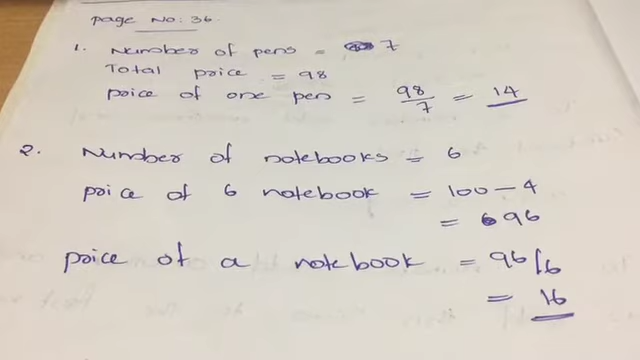 page No: 36
1. Number of pens = 7
Total price = 98
price of one pen = 98/7 = 14
2. Number of notebooks = 6
price of 6 notebook = 100 - 4
= 96
price of a notebook = 96/6
= 16